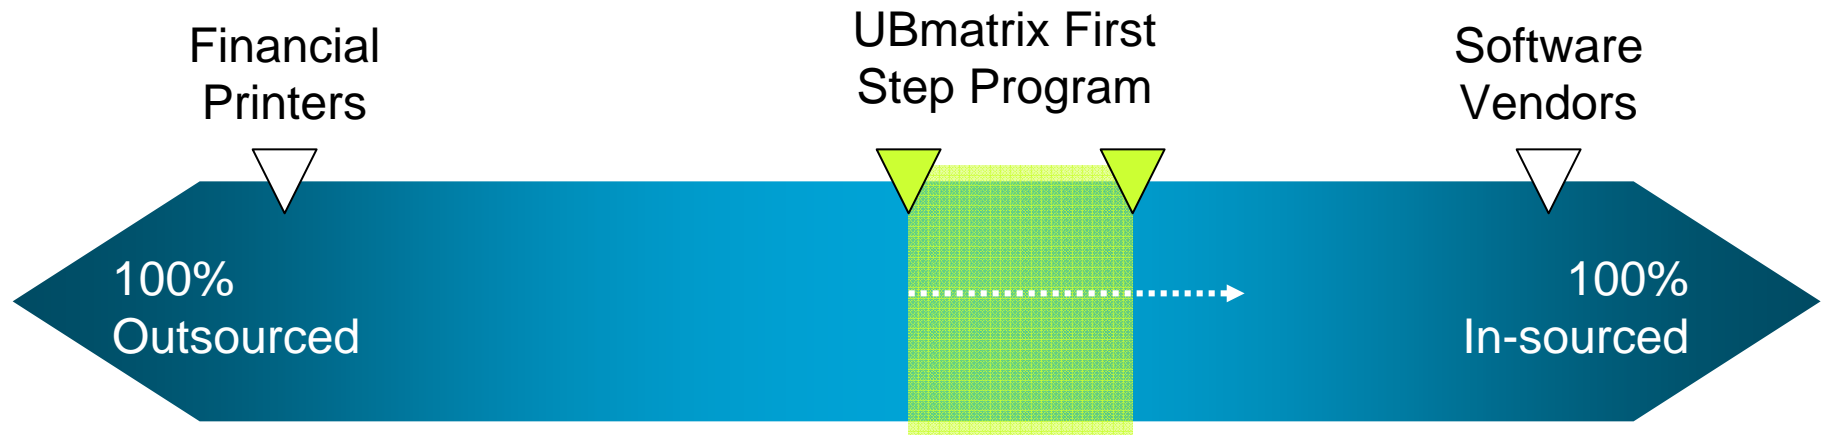 Financial
Printers
UBmatrix First
Step Program
Software
Vendors
100%
Outsourced
100%
In-sourced